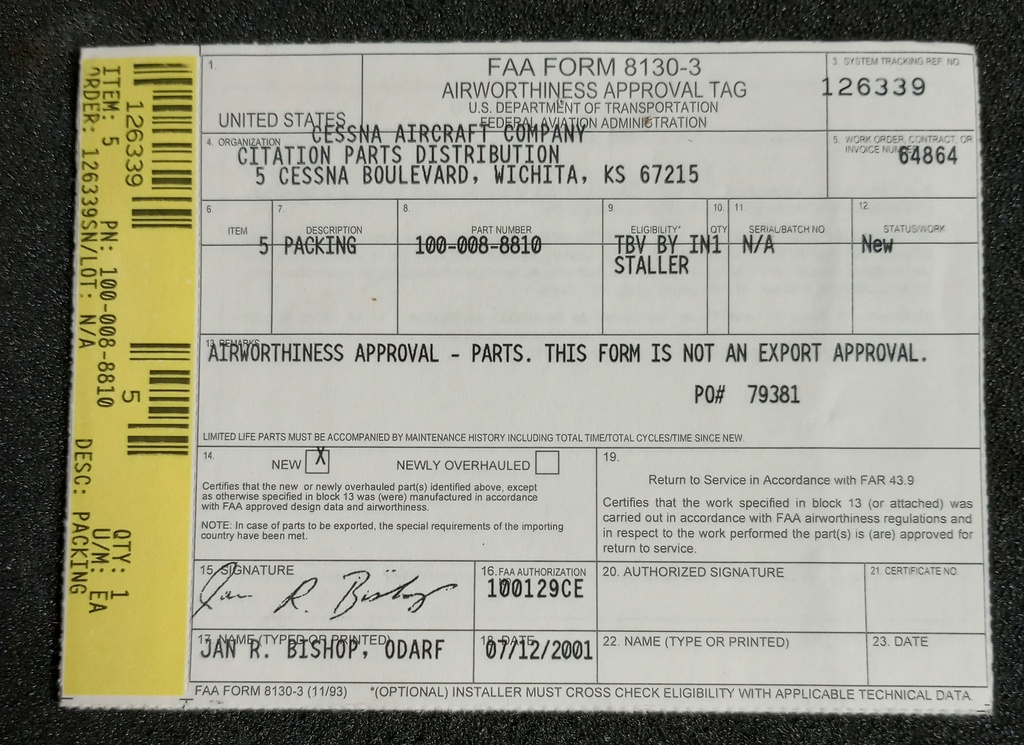 ITEM: 5 PN: 100-008-8810 QTY: 1
ORDER: 126339SN/LOT: N/A DESC: PACKING U/M: EA
126339 5
1.
UNITED STATES
FAA FORM 8130-3
AIRWORTHINESS APPROVAL TAG
U.S. DEPARTMENT OF TRANSPORTATION
FEDERAL AVIATION ADMINISTRATION
3. SYSTEM TRACKING REF NO.
126339
4. ORGANIZATION
CESSNA AIRCRAFT COMPANY
CITATION PARTS DISTRIBUTION
5 CESSNA BOULEVARD, WICHITA, KS 67215
5. WORK ORDER, CONTRACT, OR
INVOICE NUMBER
64864
6. ITEM 7. DESCRIPTION 8. PART NUMBER 9. ELIGIBILITY* 10. QTY 11. SERIAL/BATCH NO. 12. STATUS/WORK
5 PACKING 100-008-8810 TBV BY IN1 N/A New
STALLER
13. REMARKS
AIRWORTHINESS APPROVAL - PARTS. THIS FORM IS NOT AN EXPORT APPROVAL.
PO# 79381
LIMITED LIFE PARTS MUST BE ACCOMPANIED BY MAINTENANCE HISTORY INCLUDING TOTAL TIME/TOTAL CYCLES/TIME SINCE NEW.
14. NEW X NEWLY OVERHAULED
Certifies that the new or newly overhauled part(s) identified above, except
as otherwise specified in block 13 was (were) manufactured in accordance
with FAA approved design data and airworthiness.
NOTE: In case of parts to be exported, the special requirements of the importing
country have been met.
19.
Return to Service in Accordance with FAR 43.9
Certifies that the work specified in block 13 (or attached) was
carried out in accordance with FAA airworthiness regulations and
in respect to the work performed the part(s) is (are) approved for
return to service.
15. SIGNATURE
Jan R. Bishop
16. FAA AUTHORIZATION
100129CE
20. AUTHORIZED SIGNATURE
21. CERTIFICATE NO.
17. NAME (TYPED OR PRINTED)
JAN R. BISHOP, ODARF
18. DATE
07/12/2001
22. NAME (TYPE OR PRINTED)
23. DATE
FAA FORM 8130-3 (11/93) *(OPTIONAL) INSTALLER MUST CROSS CHECK ELIGIBILITY WITH APPLICABLE TECHNICAL DATA.